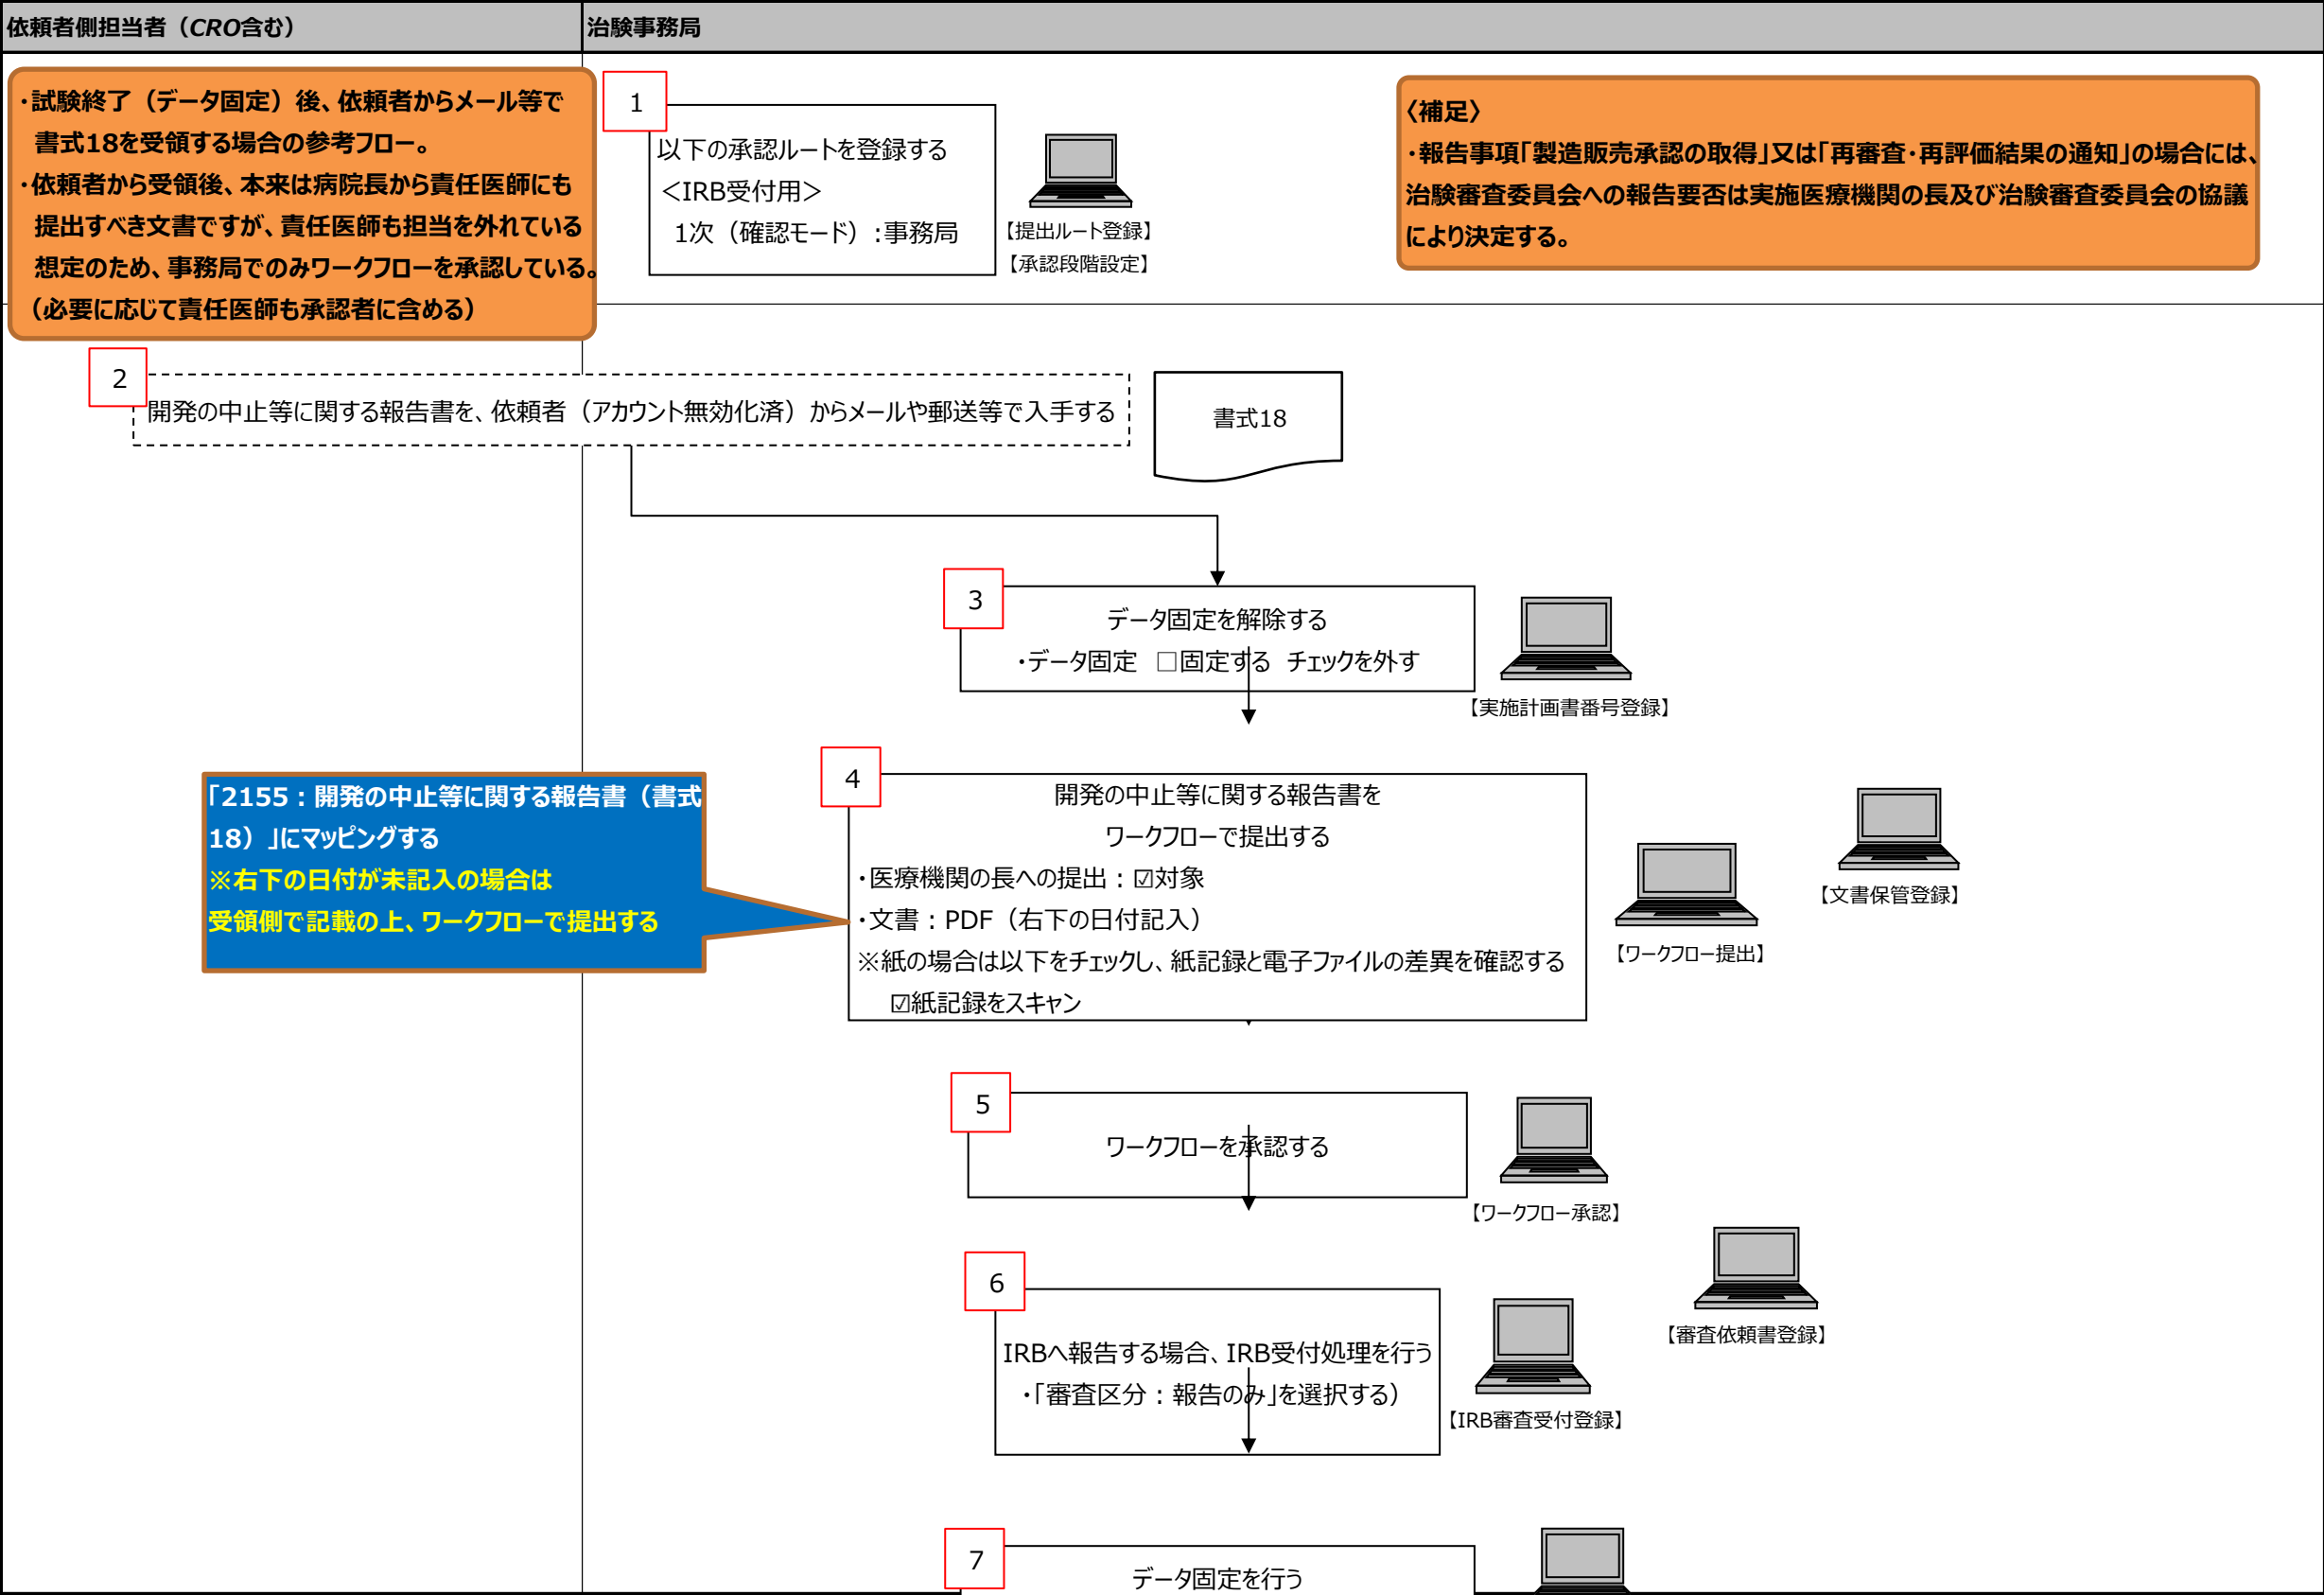 依頼者側担当者（CRO含む）
治験事務局
・試験終了（データ固定）後、依頼者からメール等で
書式18を受領する場合の参考フロー。
・依頼者から受領後、本来は病院長から責任医師にも
提出すべき文書ですが、責任医師も担当を外れている
想定のため、事務局でのみワークフローを承認している。
（必要に応じて責任医師も承認者に含める）
1
以下の承認ルートを登録する
＜IRB受付用＞
1次（確認モード）：事務局
【提出ルート登録】
【承認段階設定】
〈補足〉
・報告事項「製造販売承認の取得」又は「再審査・再評価結果の通知」の場合には、
治験審査委員会への報告要否は実施医療機関の長及び治験審査委員会の協議
により決定する。
2
開発の中止等に関する報告書を、依頼者（アカウント無効化済）からメールや郵送等で入手する
書式18
3
データ固定を解除する
・データ固定　□固定する　チェックを外す
【実施計画書番号登録】
「2155：開発の中止等に関する報告書（書式
18）」にマッピングする
※右下の日付が未記入の場合は
受領側で記載の上、ワークフローで提出する
4
開発の中止等に関する報告書を
ワークフローで提出する
・医療機関の長への提出：☑対象
・文書：PDF（右下の日付記入）
※紙の場合は以下をチェックし、紙記録と電子ファイルの差異を確認する
☑紙記録をスキャン
【ワークフロー提出】
【文書保管登録】
5
ワークフローを承認する
【ワークフロー承認】
6
IRBへ報告する場合、IRB受付処理を行う
・「審査区分：報告のみ」を選択する）
【IRB審査受付登録】
【審査依頼書登録】
7
データ固定を行う